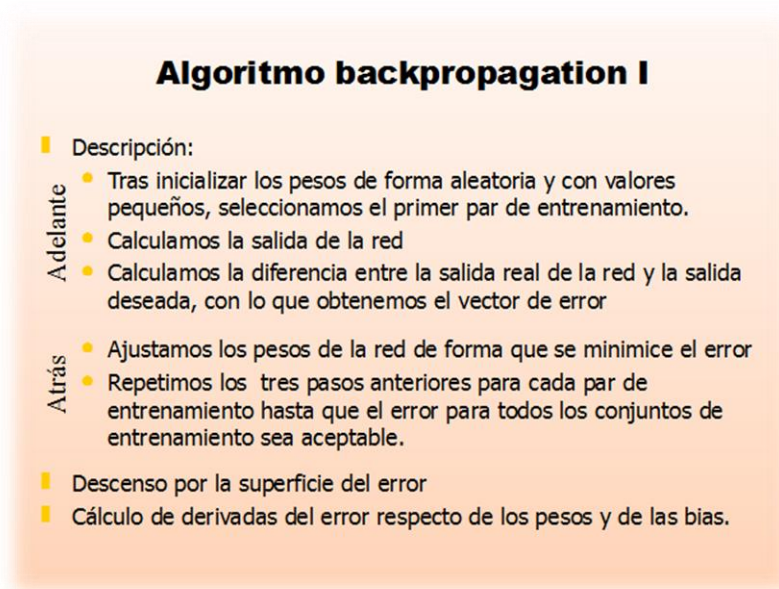 Algoritmo backpropagation I
Descripción:
Adelante
Tras inicializar los pesos de forma aleatoria y con valores
pequeños, seleccionamos el primer par de entrenamiento.
Calculamos la salida de la red
Calculamos la diferencia entre la salida real de la red y la salida
deseada, con lo que obtenemos el vector de error
Atrás
Ajustamos los pesos de la red de forma que se minimice el error
Repetimos los tres pasos anteriores para cada par de
entrenamiento hasta que el error para todos los conjuntos de
entrenamiento sea aceptable.
Descenso por la superficie del error
Cálculo de derivadas del error respecto de los pesos y de las bias.